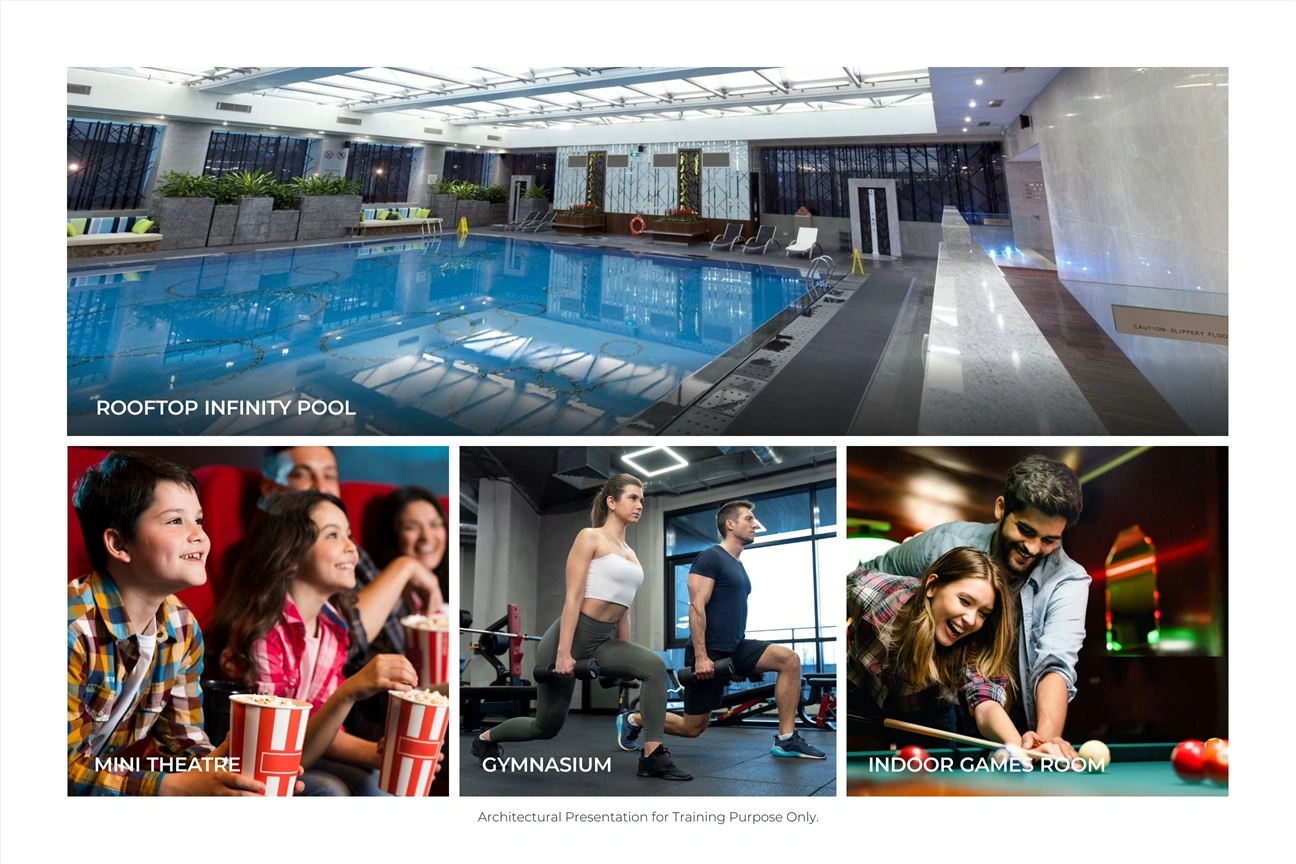 CAUTION-SLIPPERY FLOO
ROOFTOP INFINITY POOL
MINI THEATRE
GYMNASIUM
INDOOR GAMES ROOM
Architectural Presentation for Training Purpose Only.